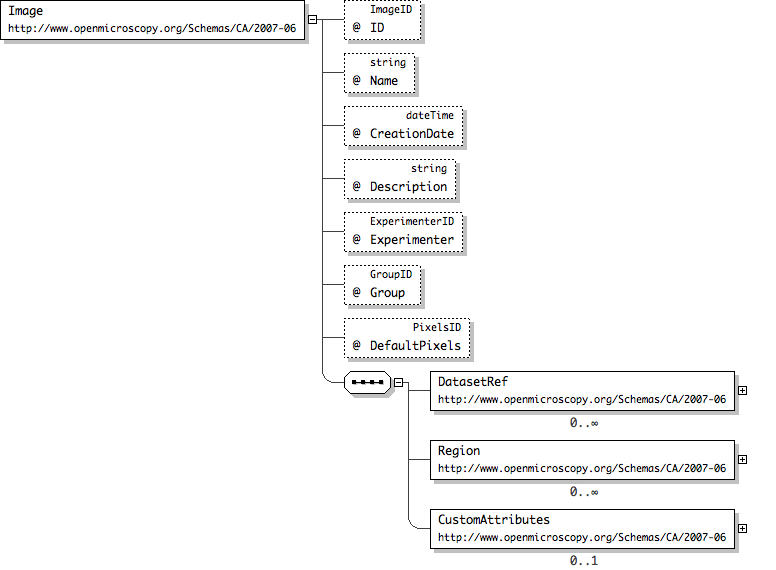 Image
http://www.openmicroscopy.org/Schemas/CA/2007-06
ImageID
@ ID
string
@ Name
dateTime
@ CreationDate
string
@ Description
ExperimenterID
@ Experimenter
GroupID
@ Group
PixelsID
@ DefaultPixels
DatasetRef
http://www.openmicroscopy.org/Schemas/CA/2007-06
0..∞
Region
http://www.openmicroscopy.org/Schemas/CA/2007-06
0..∞
CustomAttributes
http://www.openmicroscopy.org/Schemas/CA/2007-06
0..1